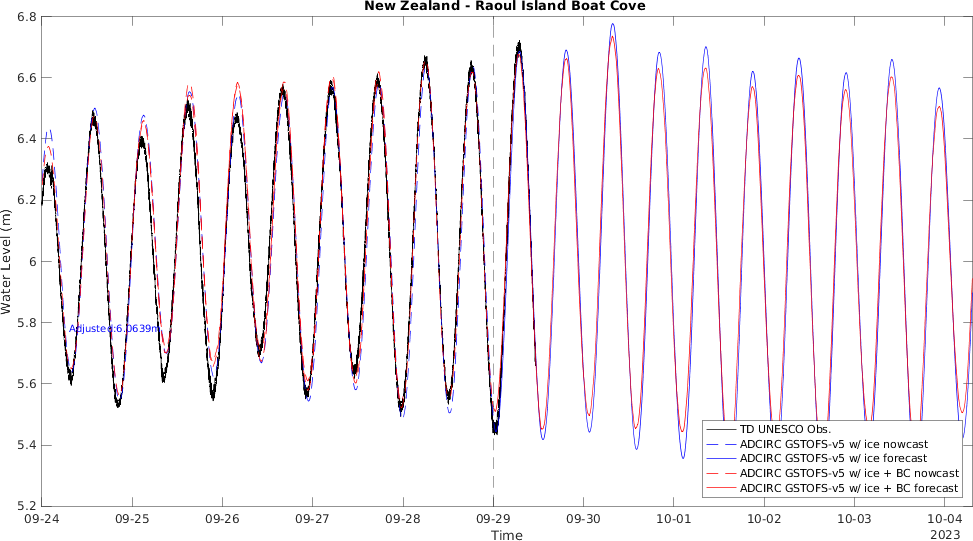 New Zealand - Raoul Island Boat Cove
Water Level (m)
6.8
6.6
6.4
6.2
6
5.8
5.6
5.4
5.2
Adjusted:6.0639m
TD UNESCO Obs.
ADCIRC GSTOFS-v5 w/ ice nowcast
ADCIRC GSTOFS-v5 w/ ice forecast
ADCIRC GSTOFS-v5 w/ ice + BC nowcast
ADCIRC GSTOFS-v5 w/ ice + BC forecast
09-24 09-25 09-26 09-27 09-28 09-29 09-30 10-01 10-02 10-03 10-04
Time
2023